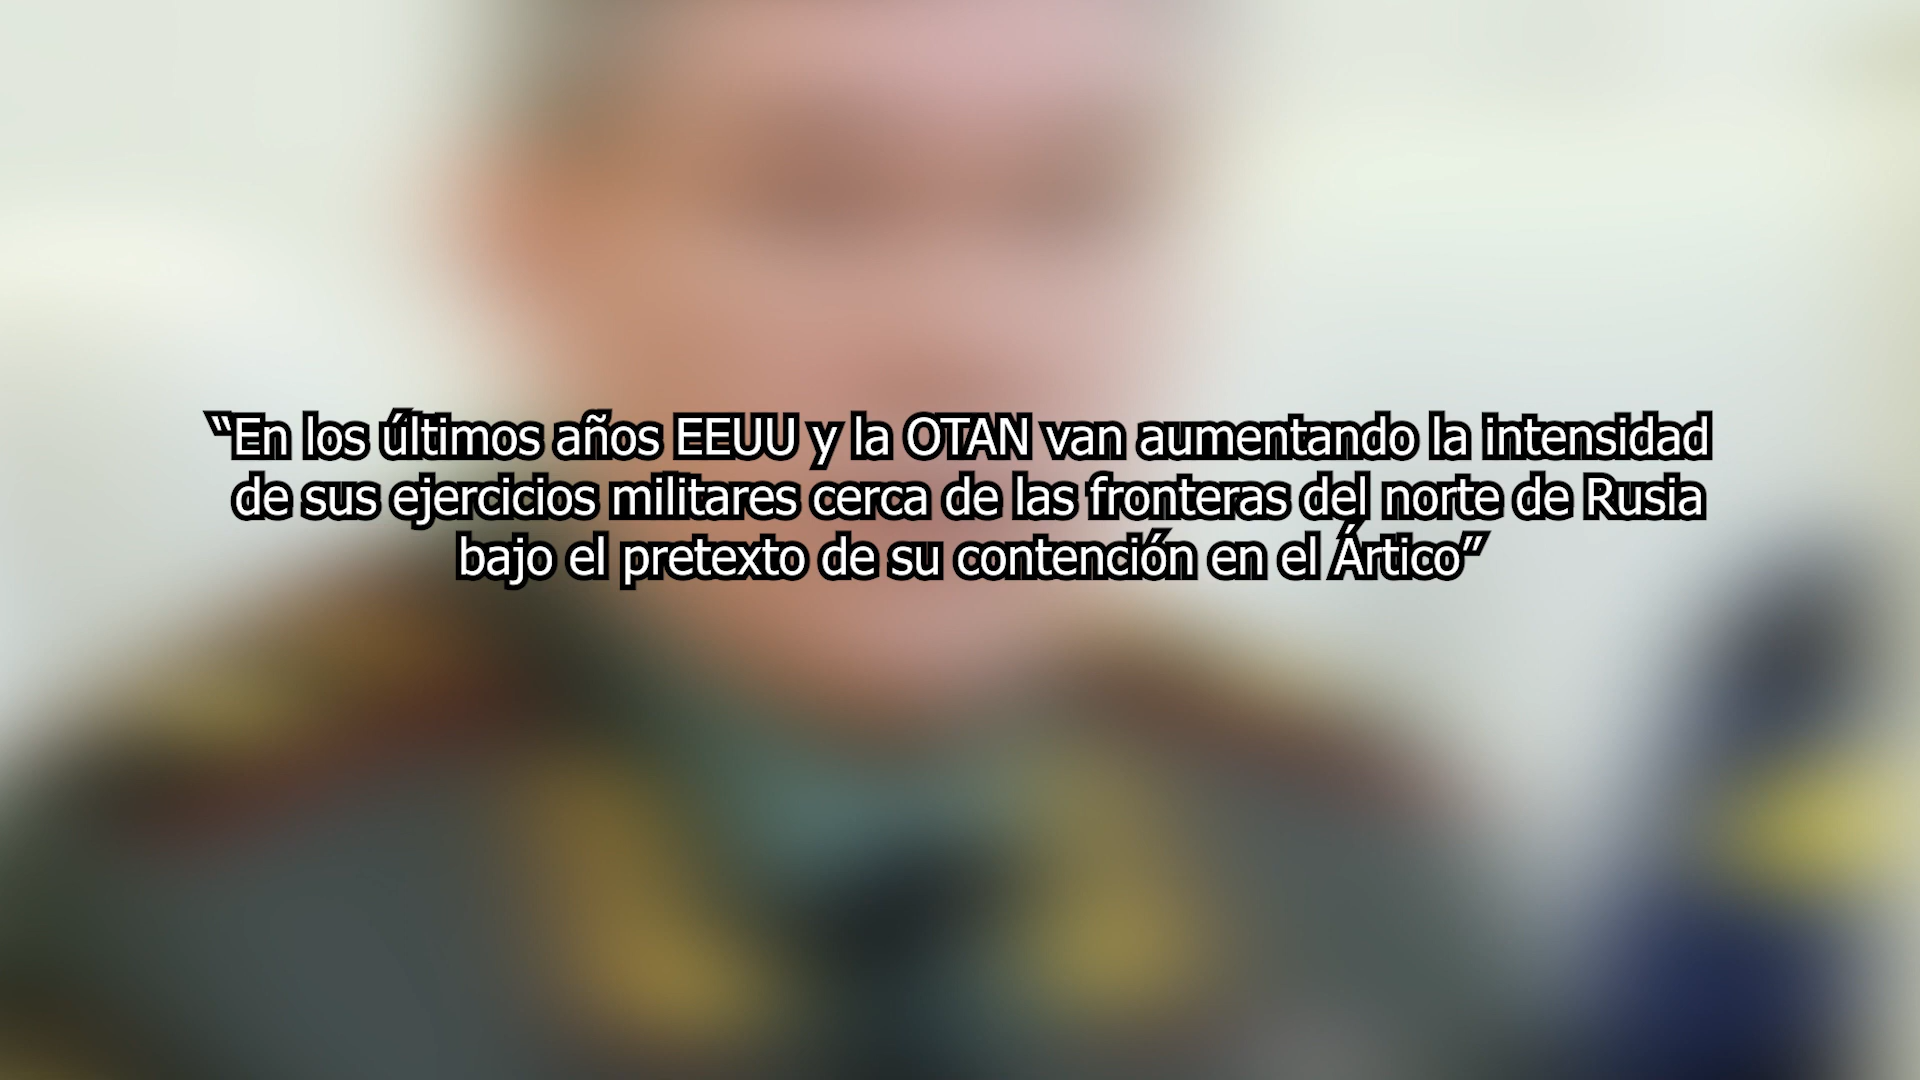 “En los últimos años EEUU y la OTAN van aumentando la intensidad
de sus ejercicios militares cerca de las fronteras del norte de Rusia
bajo el pretexto de su contención en el Ártico”